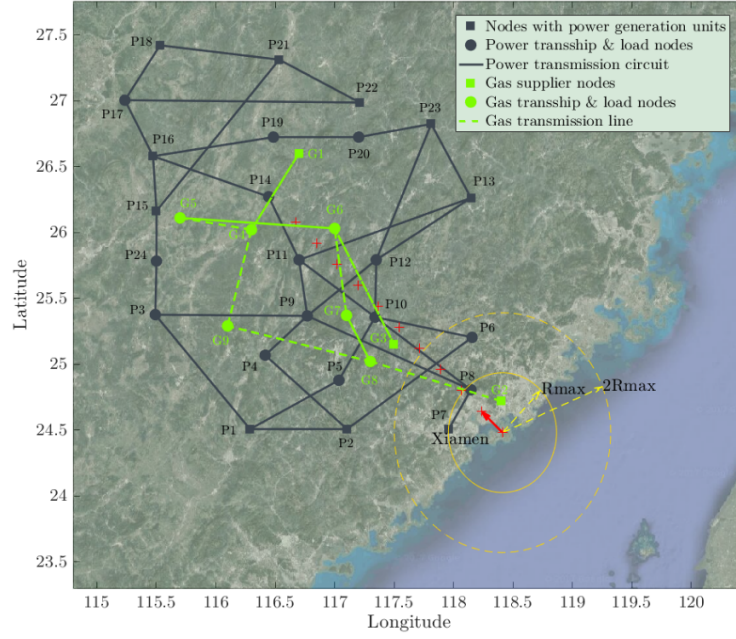 Nodes with power generation units
Power transship & load nodes
Power transmission circuit
Gas supplier nodes
Gas transship & load nodes
Gas transmission line
27.5
27
26.5
26
25.5
25
24.5
24
23.5
Latitude
P18
P21
P17
P22
P23
P19
P16
P20
G1
P14
P13
P15
G5
G6
P24
P11
P12
P3
P9
P10
G7
P6
G9
G3
P4
P5
G8
P8
Rmax
2Rmax
P1
P2
P7
Xiamen
115
115.5
116
116.5
117
117.5
118
118.5
119
119.5
120
Longitude